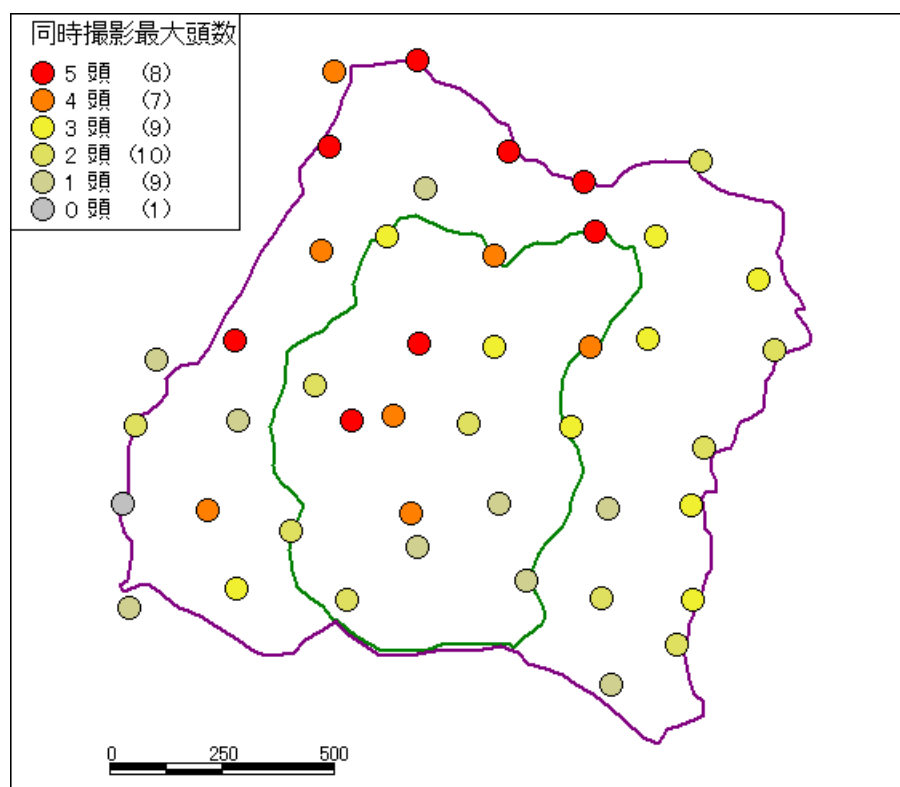 同時撮影最大頭数
5 頭 (8)
4 頭 (7)
3 頭 (9)
2 頭 (10)
1 頭 (9)
0 頭 (1)
0 250 500